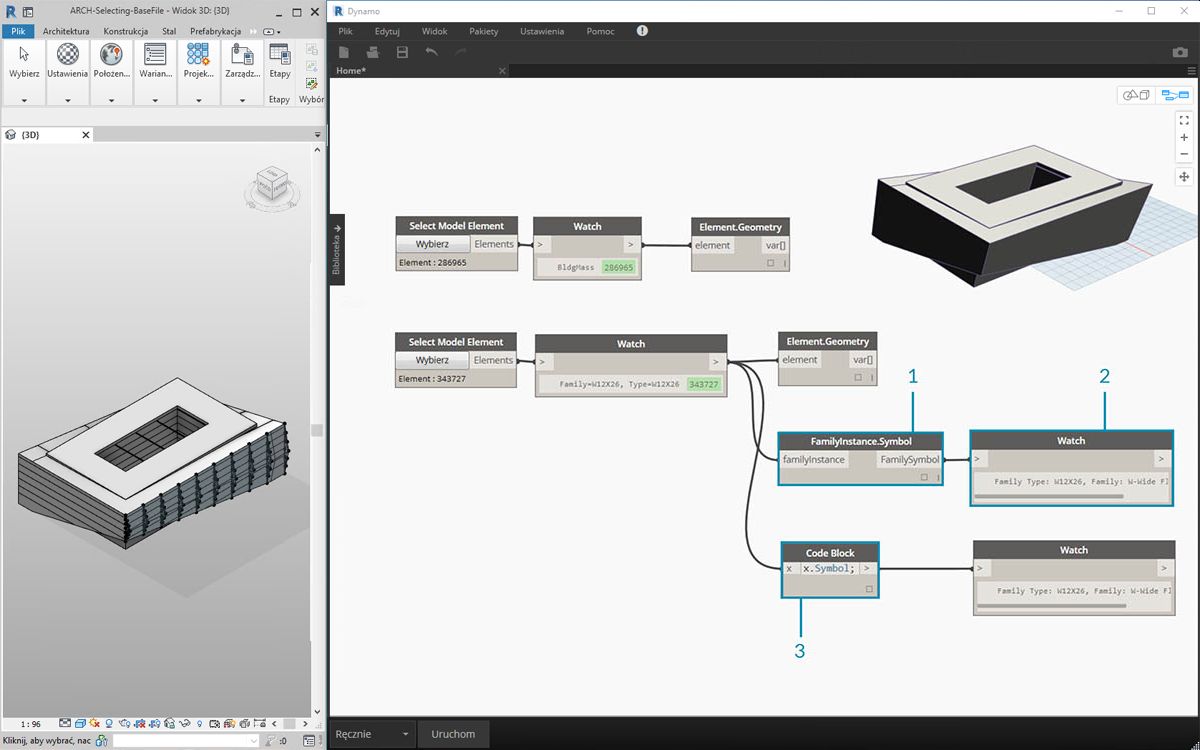 ARCH-Selecting-BaseFile - Widok 3D: {3D}
Plik Architektura Konstrukcja Stal Prefabrykacja
Wybierz Ustawienia Położen... Warian... Projek... Zarządz... Etapy
Etapy Wybór
{3D}
1 : 96
Kliknij, aby wybrać, nac :0
Dynamo
Plik Edytuj Widok Pakiety Ustawienia Pomoc
Home*
Biblioteka
Select Model Element
Wybierz Elements
Element : 286965
Watch
> >
BldgMass 286965
Element.Geometry
element var[]
Select Model Element
Wybierz Elements
Element : 343727
Watch
> >
Family=W12X26, Type=W12X26 343727
Element.Geometry
element var[]
1
2
FamilyInstance.Symbol
familyInstance FamilySymbol
Watch
> >
Family Type: W12X26, Family: W-Wide Fl
Code Block
x x.Symbol; >
3
Watch
> >
Family Type: W12X26, Family: W-Wide Fl
Ręcznie Uruchom